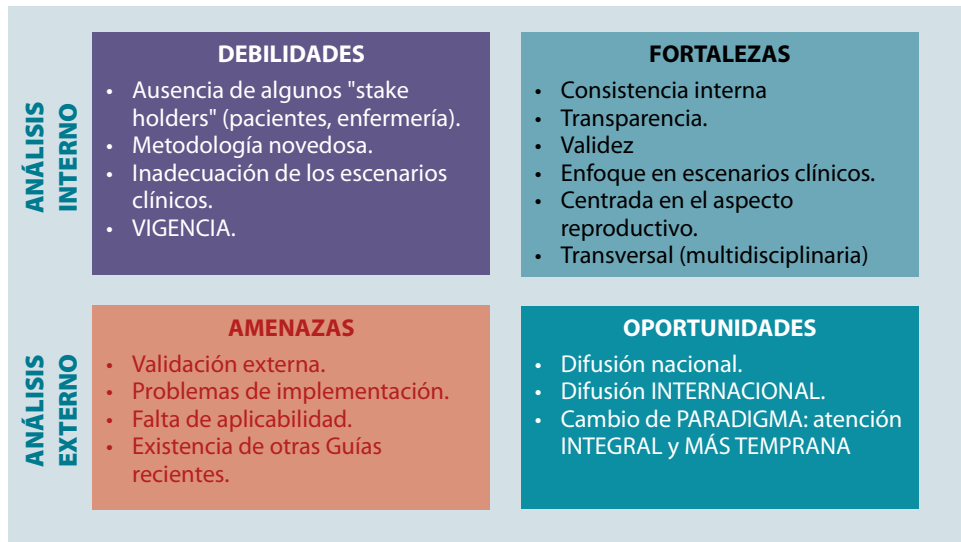 ANÁLISIS
INTERNO
DEBILIDADES
• Ausencia de algunos "stake
holders" (pacientes, enfermería).
• Metodología novedosa.
• Inadecuación de los escenarios
clínicos.
• VIGENCIA.
FORTALEZAS
• Consistencia interna
• Transparencia.
• Validez
• Enfoque en escenarios clínicos.
• Centrada en el aspecto
reproductivo.
• Transversal (multidisciplinaria)
ANÁLISIS
EXTERNO
AMENAZAS
• Validación externa.
• Problemas de implementación.
• Falta de aplicabilidad.
• Existencia de otras Guías
recientes.
OPORTUNIDADES
• Difusión nacional.
• Difusión INTERNACIONAL.
• Cambio de PARADIGMA: atención
INTEGRAL y MÁS TEMPRANA